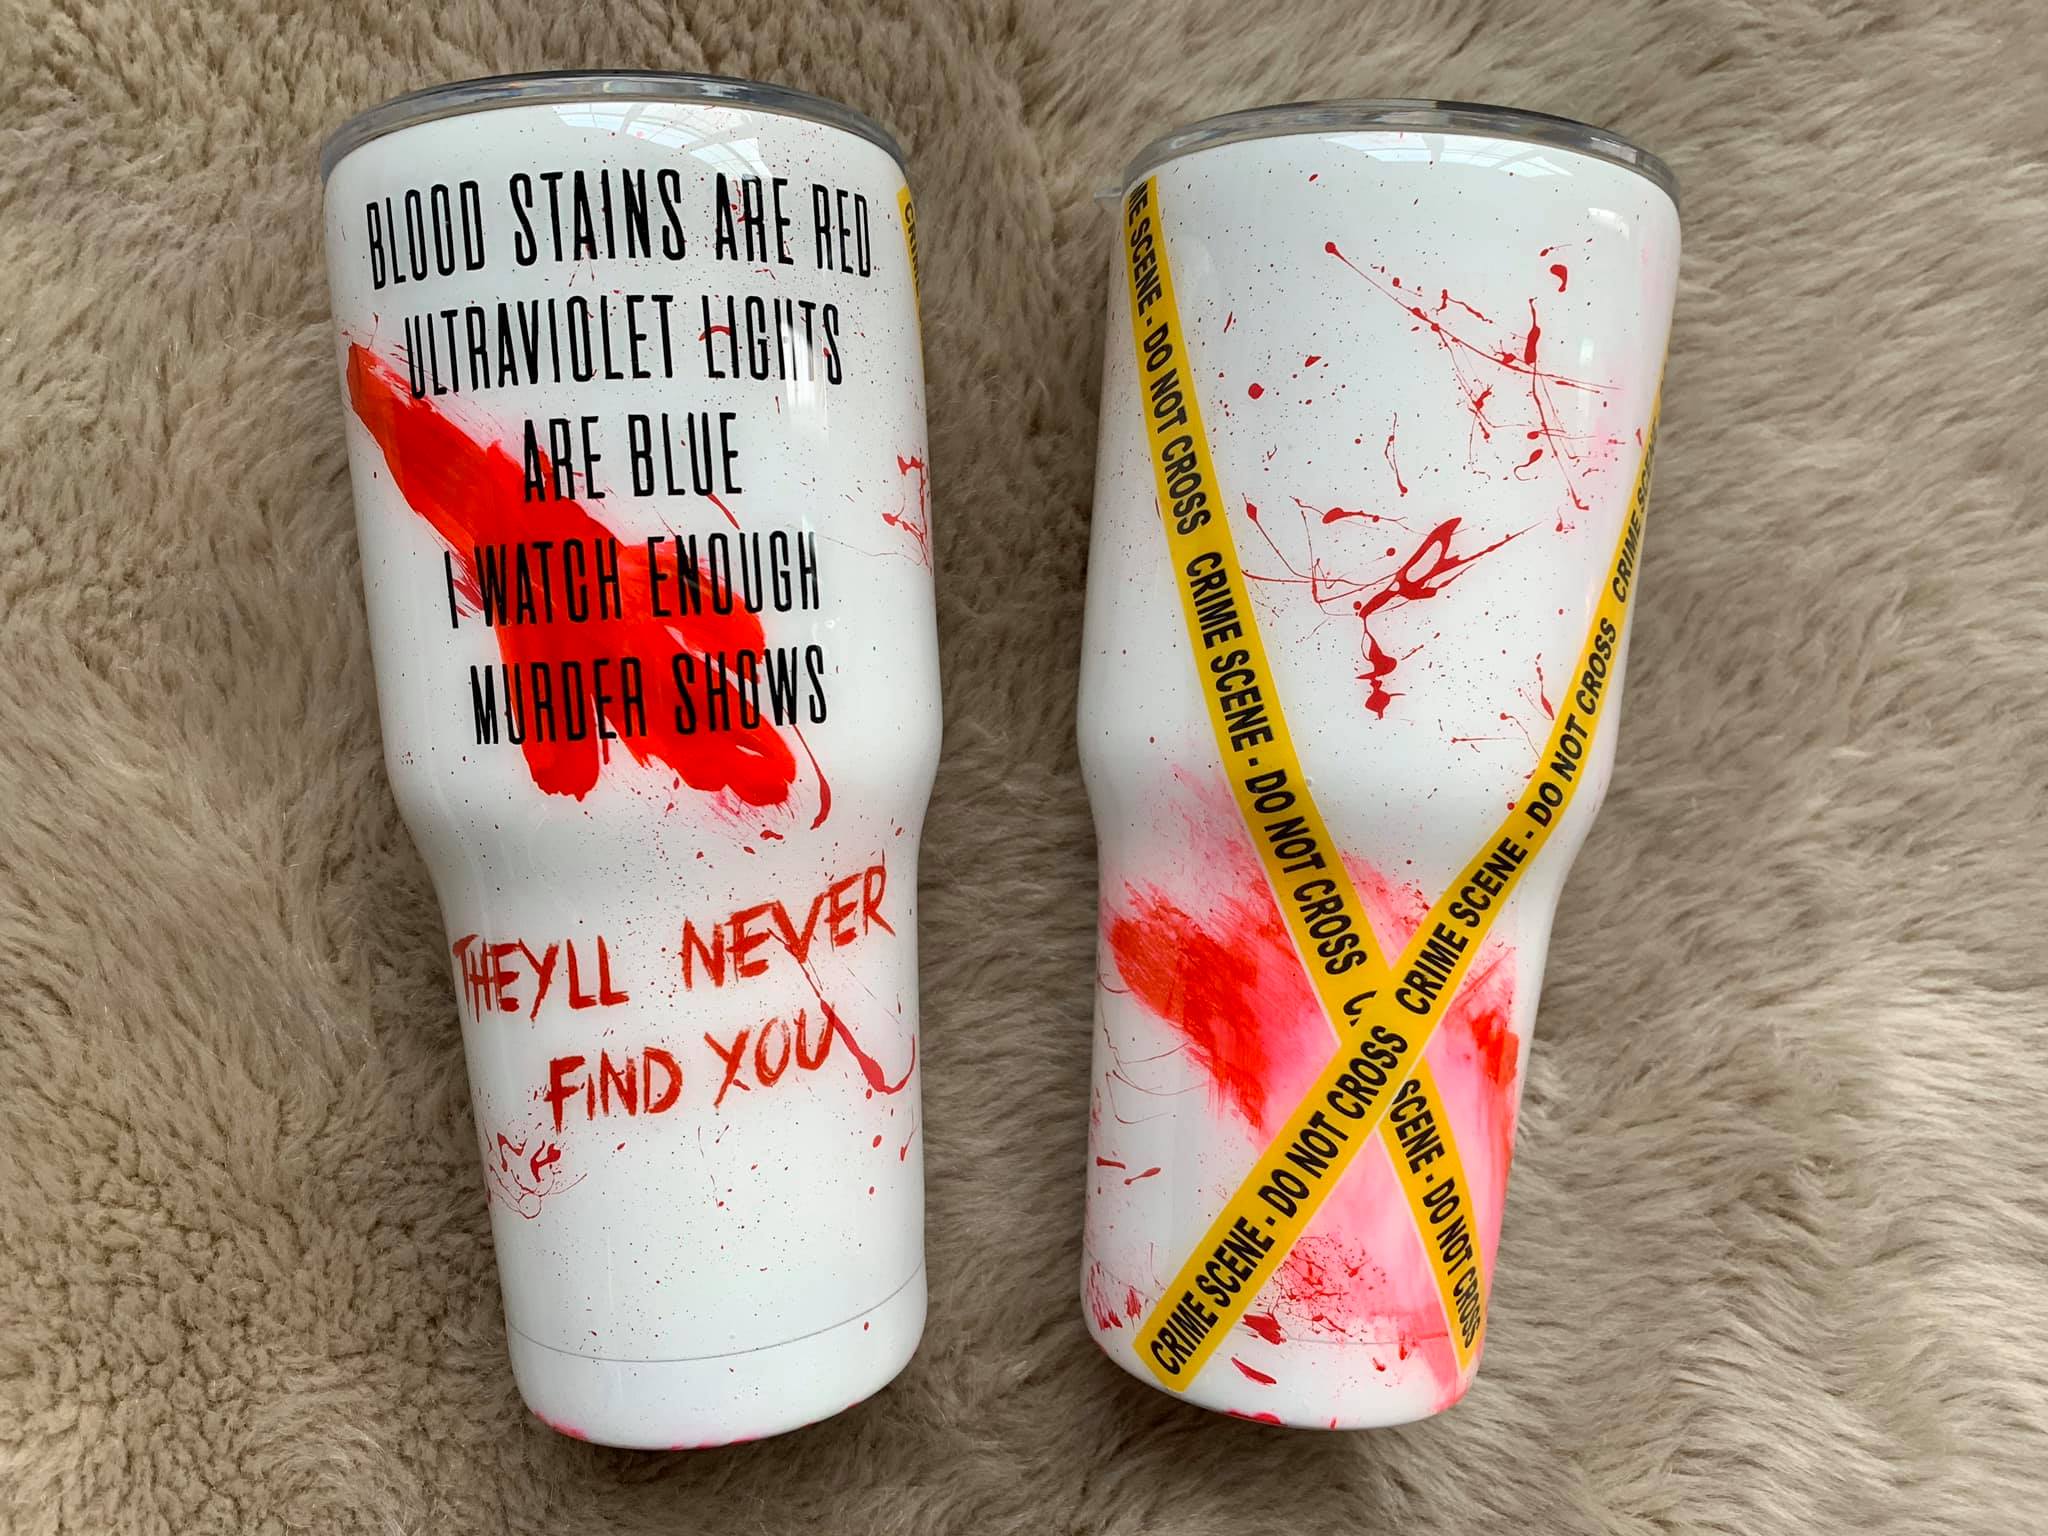 BLOOD STAINS ARE RED
ULTRAVIOLET LIGHTS
ARE BLUE
I WATCH ENOUGH
MURDER SHOWS
THEYLL NEVER
FIND YOU
CRIME
NE SCENE - DO NOT CROSS CRIME SCENE - DO NOT CROSS C SCENE - DO NOT CROSS
CRIME SCENE - DO NOT CROSS CRIME SCENE - DO NOT CROSS CRIME SCENE